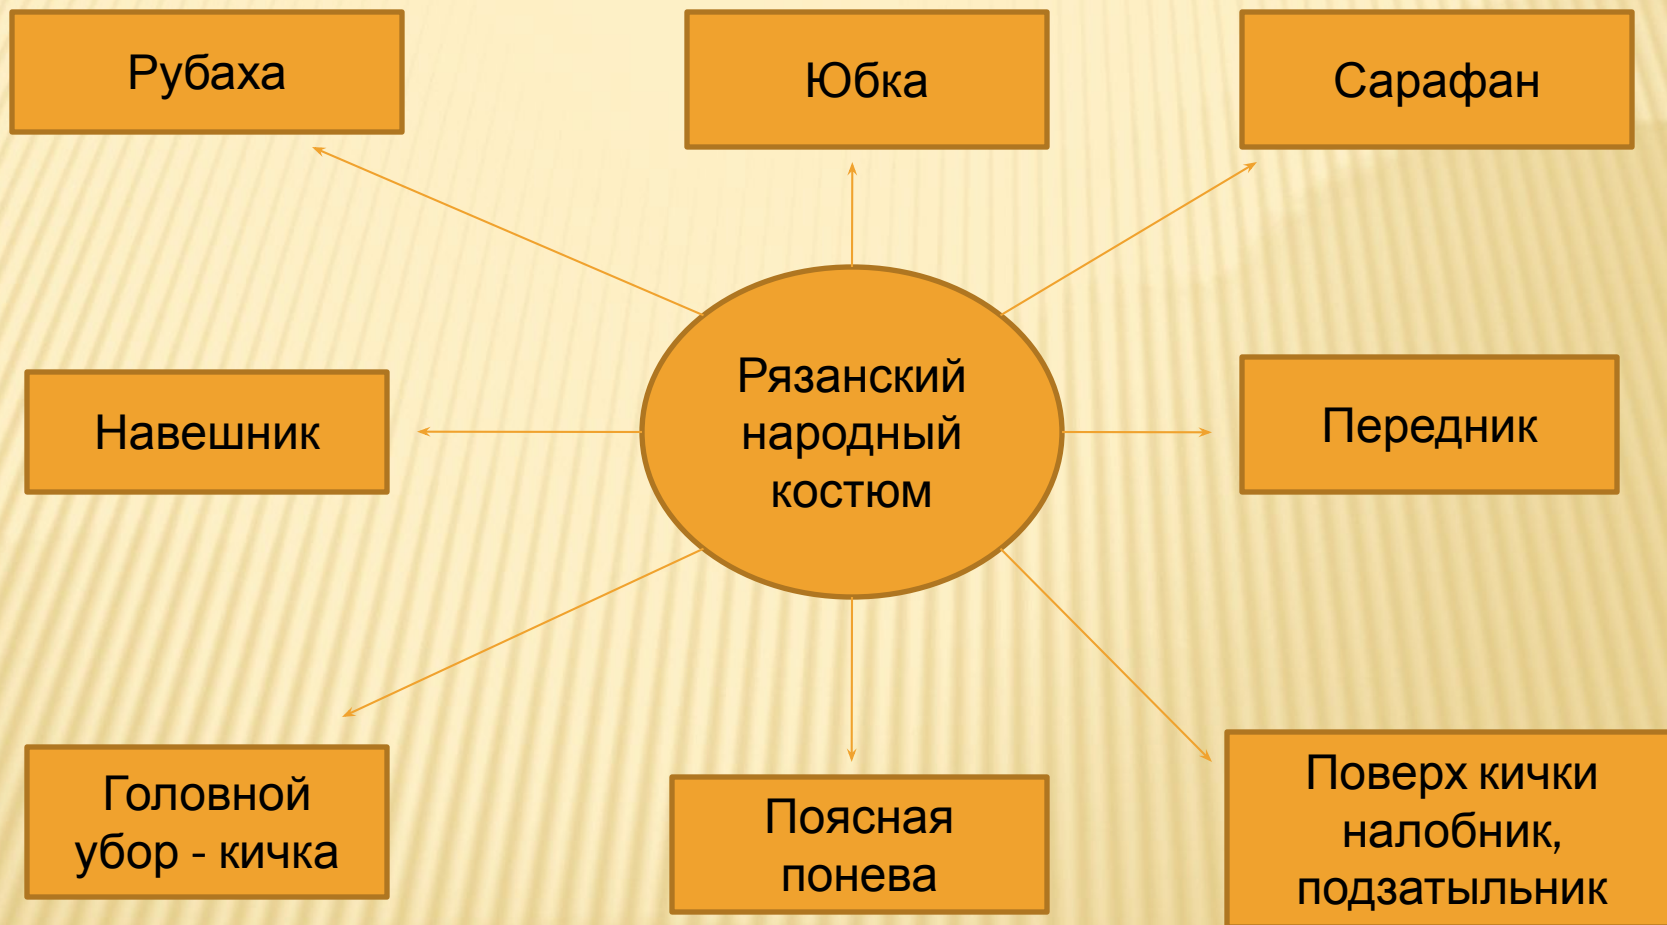 Рубаха
Юбка
Сарафан
Рязанский
народный
костюм
Навешник
Передник
Головной
убор - кичка
Поясная
понева
Поверх кички
налобник,
подзатыльник